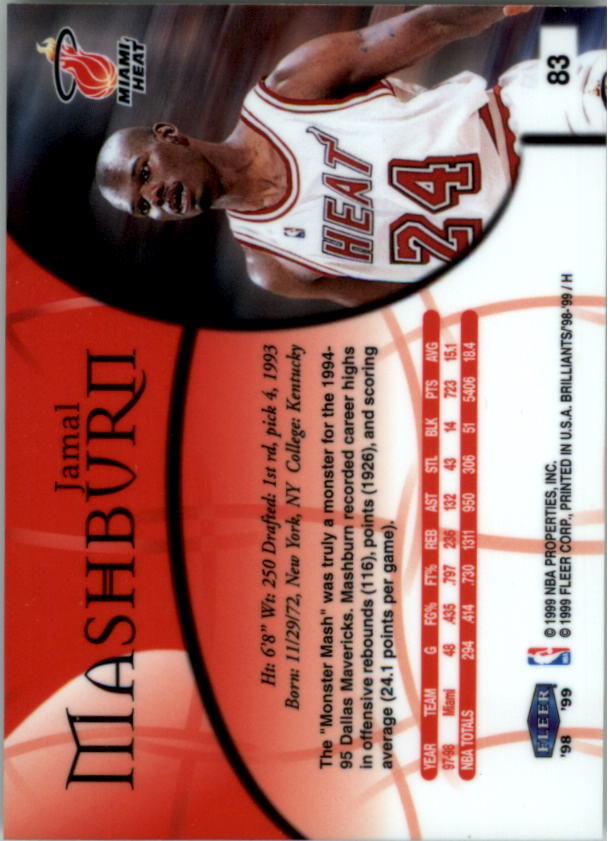 Jamal
MASHBURN
MIAMI
HEAT
HEAT
24
83
Ht: 6'8" Wt: 250 Drafted: 1st rd, pick 4, 1993
Born: 11/29/72, New York, NY College: Kentucky
The "Monster Mash" was truly a monster for the 1994-
95 Dallas Mavericks. Mashburn recorded career highs
in offensive rebounds (116), points (1926), and scoring
average (24.1 points per game).
YEAR TEAM G FG% FT% REB AST STL BLK PTS AVG
97-98 Miami 48 .435 .797 236 132 43 14 723 15.1
NBA TOTALS 294 .414 .730 1311 950 306 51 5406 18.4
FLEER
'98 '99
NBA
© 1999 NBA PROPERTIES, INC.
© 1999 FLEER CORP., PRINTED IN U.S.A. BRILLIANTS/'98-'99 / H